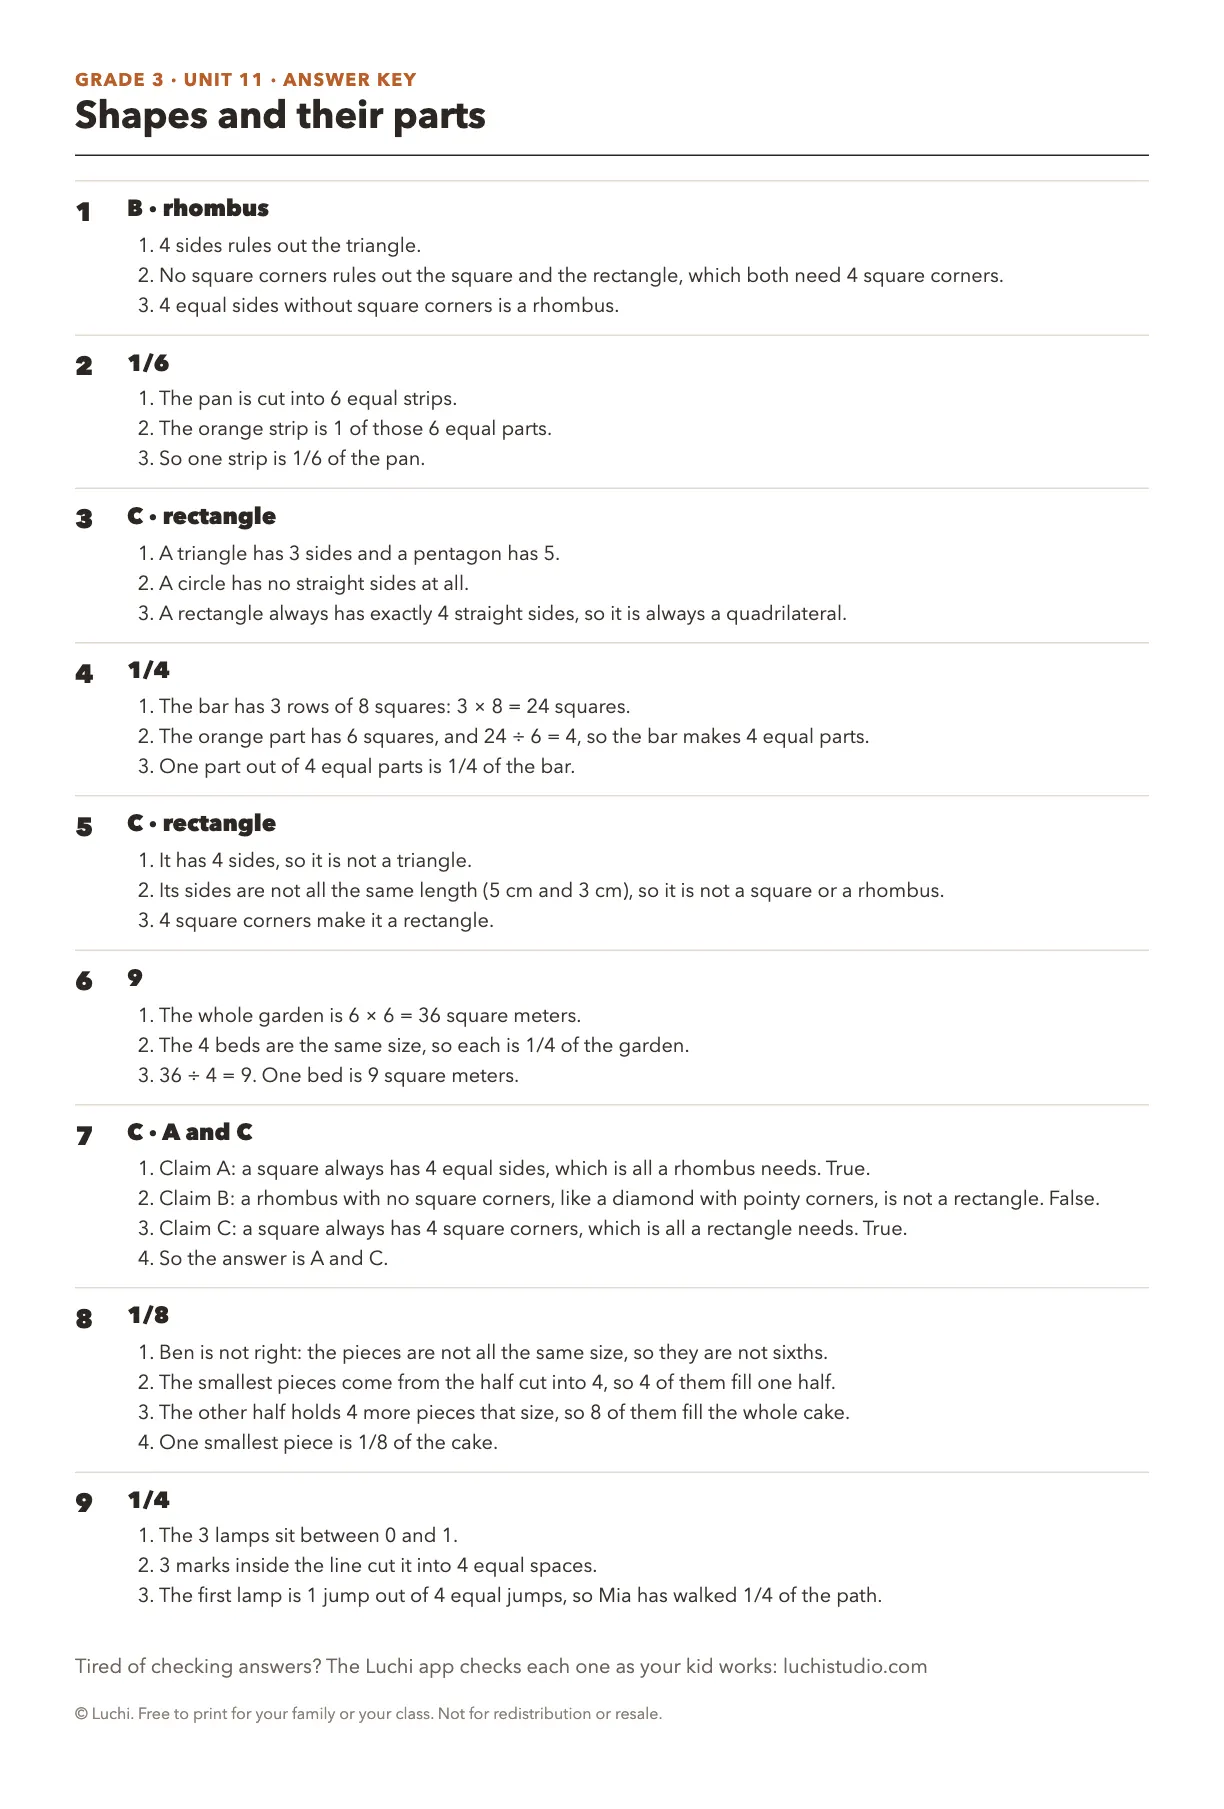 GRADE 3 · UNIT 11 · ANSWER KEY
Shapes and their parts
1 B · rhombus
1. 4 sides rules out the triangle.
2. No square corners rules out the square and the rectangle, which both need 4 square corners.
3. 4 equal sides without square corners is a rhombus.
2 1/6
1. The pan is cut into 6 equal strips.
2. The orange strip is 1 of those 6 equal parts.
3. So one strip is 1/6 of the pan.
3 C · rectangle
1. A triangle has 3 sides and a pentagon has 5.
2. A circle has no straight sides at all.
3. A rectangle always has exactly 4 straight sides, so it is always a quadrilateral.
4 1/4
1. The bar has 3 rows of 8 squares: 3 × 8 = 24 squares.
2. The orange part has 6 squares, and 24 ÷ 6 = 4, so the bar makes 4 equal parts.
3. One part out of 4 equal parts is 1/4 of the bar.
5 C · rectangle
1. It has 4 sides, so it is not a triangle.
2. Its sides are not all the same length (5 cm and 3 cm), so it is not a square or a rhombus.
3. 4 square corners make it a rectangle.
6 9
1. The whole garden is 6 × 6 = 36 square meters.
2. The 4 beds are the same size, so each is 1/4 of the garden.
3. 36 ÷ 4 = 9. One bed is 9 square meters.
7 C · A and C
1. Claim A: a square always has 4 equal sides, which is all a rhombus needs. True.
2. Claim B: a rhombus with no square corners, like a diamond with pointy corners, is not a rectangle. False.
3. Claim C: a square always has 4 square corners, which is all a rectangle needs. True.
4. So the answer is A and C.
8 1/8
1. Ben is not right: the pieces are not all the same size, so they are not sixths.
2. The smallest pieces come from the half cut into 4, so 4 of them fill one half.
3. The other half holds 4 more pieces that size, so 8 of them fill the whole cake.
4. One smallest piece is 1/8 of the cake.
9 1/4
1. The 3 lamps sit between 0 and 1.
2. 3 marks inside the line cut it into 4 equal spaces.
3. The first lamp is 1 jump out of 4 equal jumps, so Mia has walked 1/4 of the path.
Tired of checking answers? The Luchi app checks each one as your kid works: luchistudio.com
© Luchi. Free to print for your family or your class. Not for redistribution or resale.